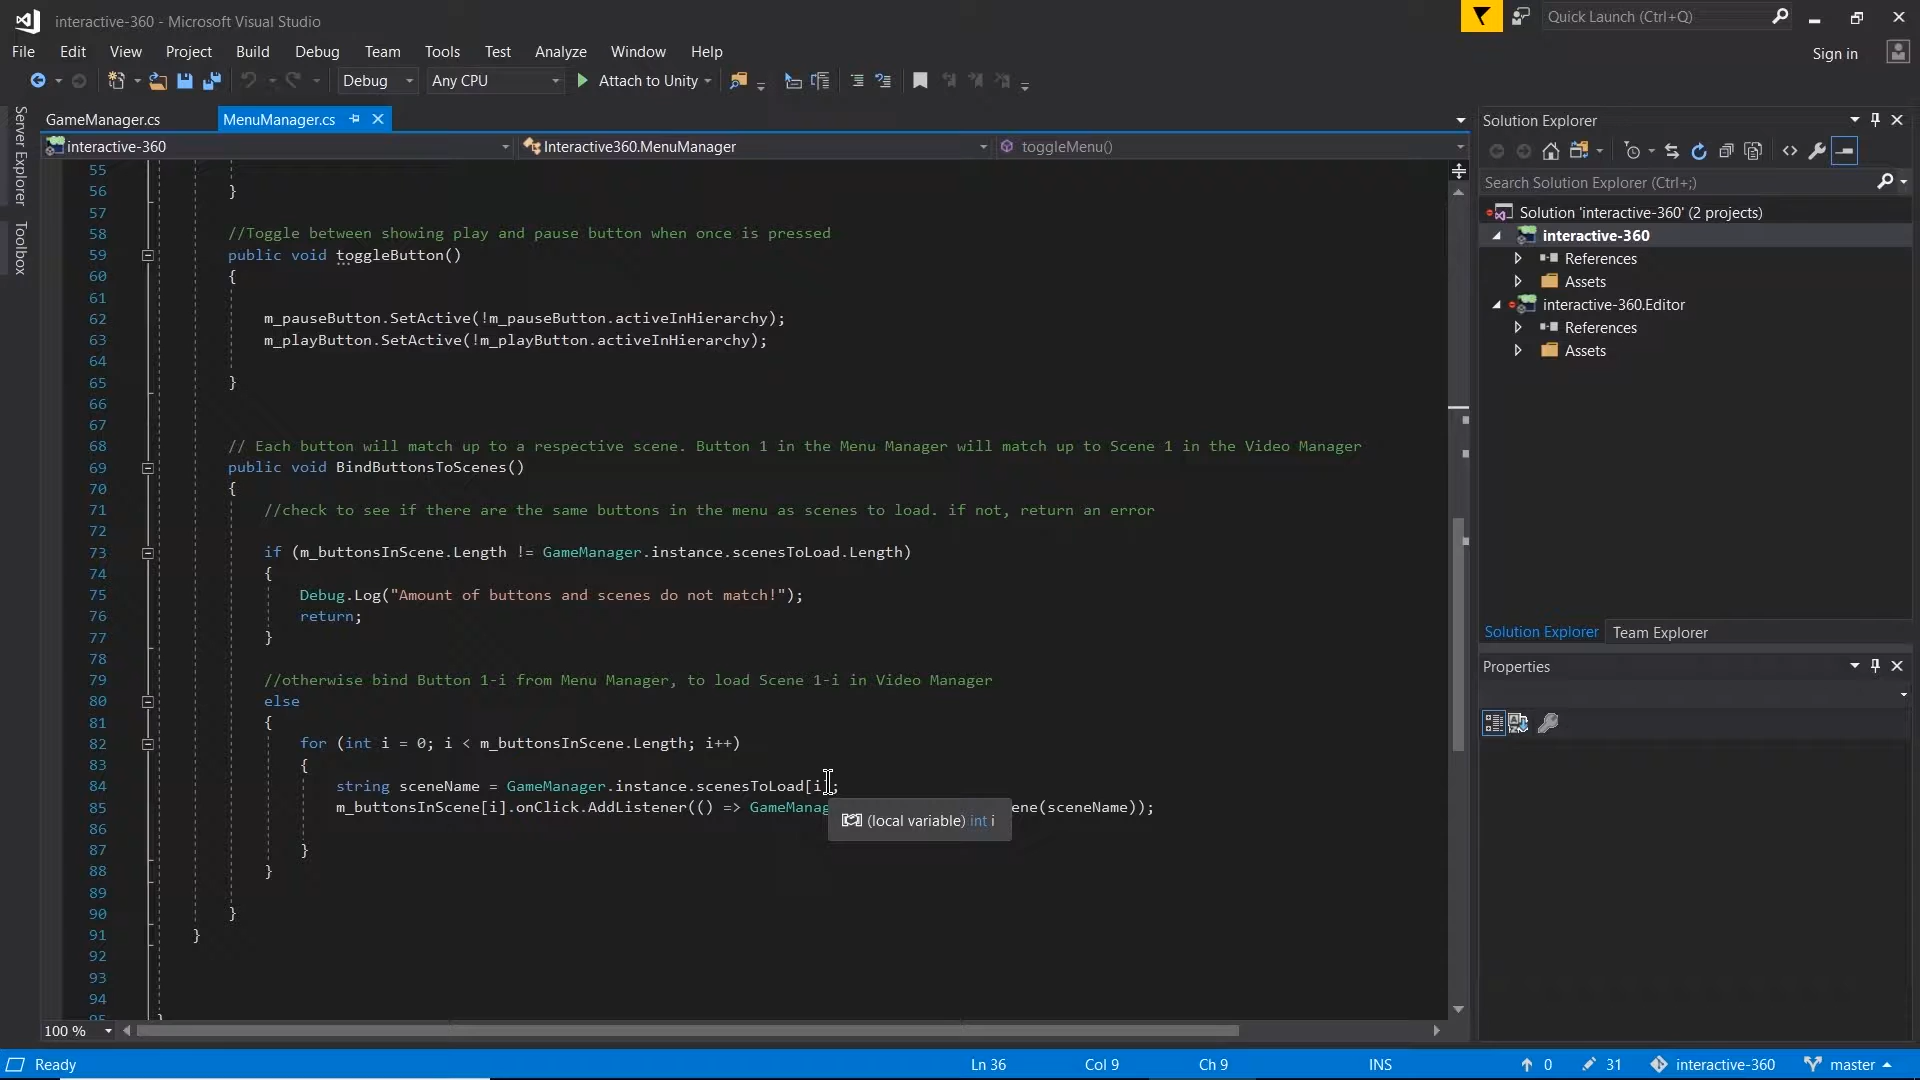 interactive-360 - Microsoft Visual Studio
Quick Launch (Ctrl+Q)
File Edit View Project Build Debug Team Tools Test Analyze Window Help
Sign in
Debug Any CPU Attach to Unity
Server Explorer
Toolbox
GameManager.cs MenuManager.cs
interactive-360 Interactive360.MenuManager toggleMenu()
55
56 }
57
58 //Toggle between showing play and pause button when once is pressed
59 public void toggleButton()
60 {
61
62 m_pauseButton.SetActive(!m_pauseButton.activeInHierarchy);
63 m_playButton.SetActive(!m_playButton.activeInHierarchy);
64
65 }
66
67
68 // Each button will match up to a respective scene. Button 1 in the Menu Manager will match up to Scene 1 in the Video Manager
69 public void BindButtonsToScenes()
70 {
71 //check to see if there are the same buttons in the menu as scenes to load. if not, return an error
72
73 if (m_buttonsInScene.Length != GameManager.instance.scenesToLoad.Length)
74 {
75 Debug.Log("Amount of buttons and scenes do not match!");
76 return;
77 }
78
79 //otherwise bind Button 1-i from Menu Manager, to load Scene 1-i in Video Manager
80 else
81 {
82 for (int i = 0; i < m_buttonsInScene.Length; i++)
83 {
84 string sceneName = GameManager.instance.scenesToLoad[i];
85 m_buttonsInScene[i].onClick.AddListener(() => GameManag ene(sceneName));
(local variable) int i
86
87 }
88 }
89
90 }
91 }
92
93
94
95 }
100 %
Solution Explorer
Search Solution Explorer (Ctrl+;)
Solution 'interactive-360' (2 projects)
interactive-360
References
Assets
interactive-360.Editor
References
Assets
Solution Explorer Team Explorer
Properties
Ready Ln 36 Col 9 Ch 9 INS 0 31 interactive-360 master